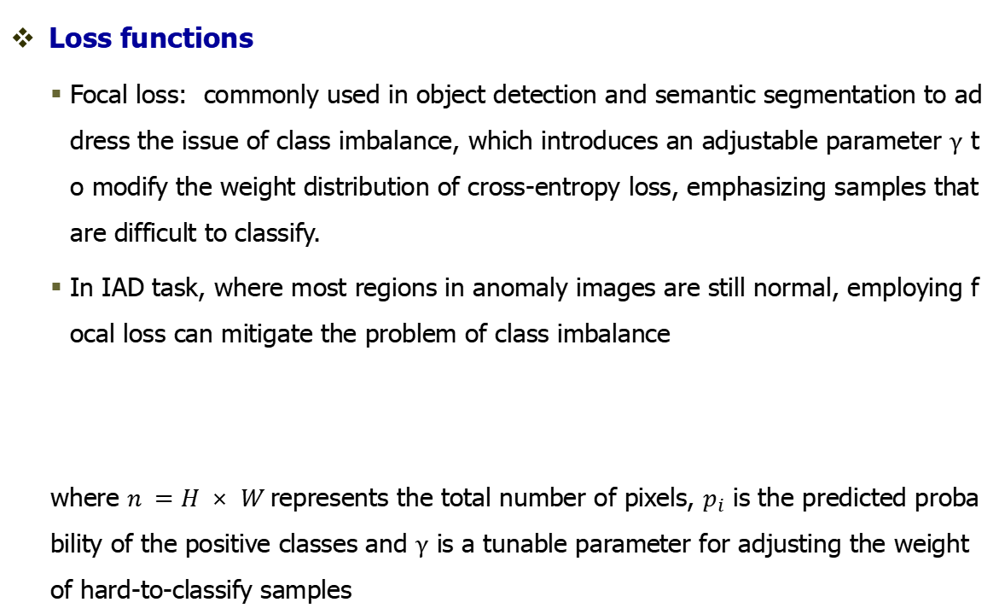 Loss functions
Focal loss: commonly used in object detection and semantic segmentation to ad
dress the issue of class imbalance, which introduces an adjustable parameter γ t
o modify the weight distribution of cross-entropy loss, emphasizing samples that
are difficult to classify.
In IAD task, where most regions in anomaly images are still normal, employing f
ocal loss can mitigate the problem of class imbalance
where n = H × W represents the total number of pixels, pᵢ is the predicted proba
bility of the positive classes and γ is a tunable parameter for adjusting the weight
of hard-to-classify samples